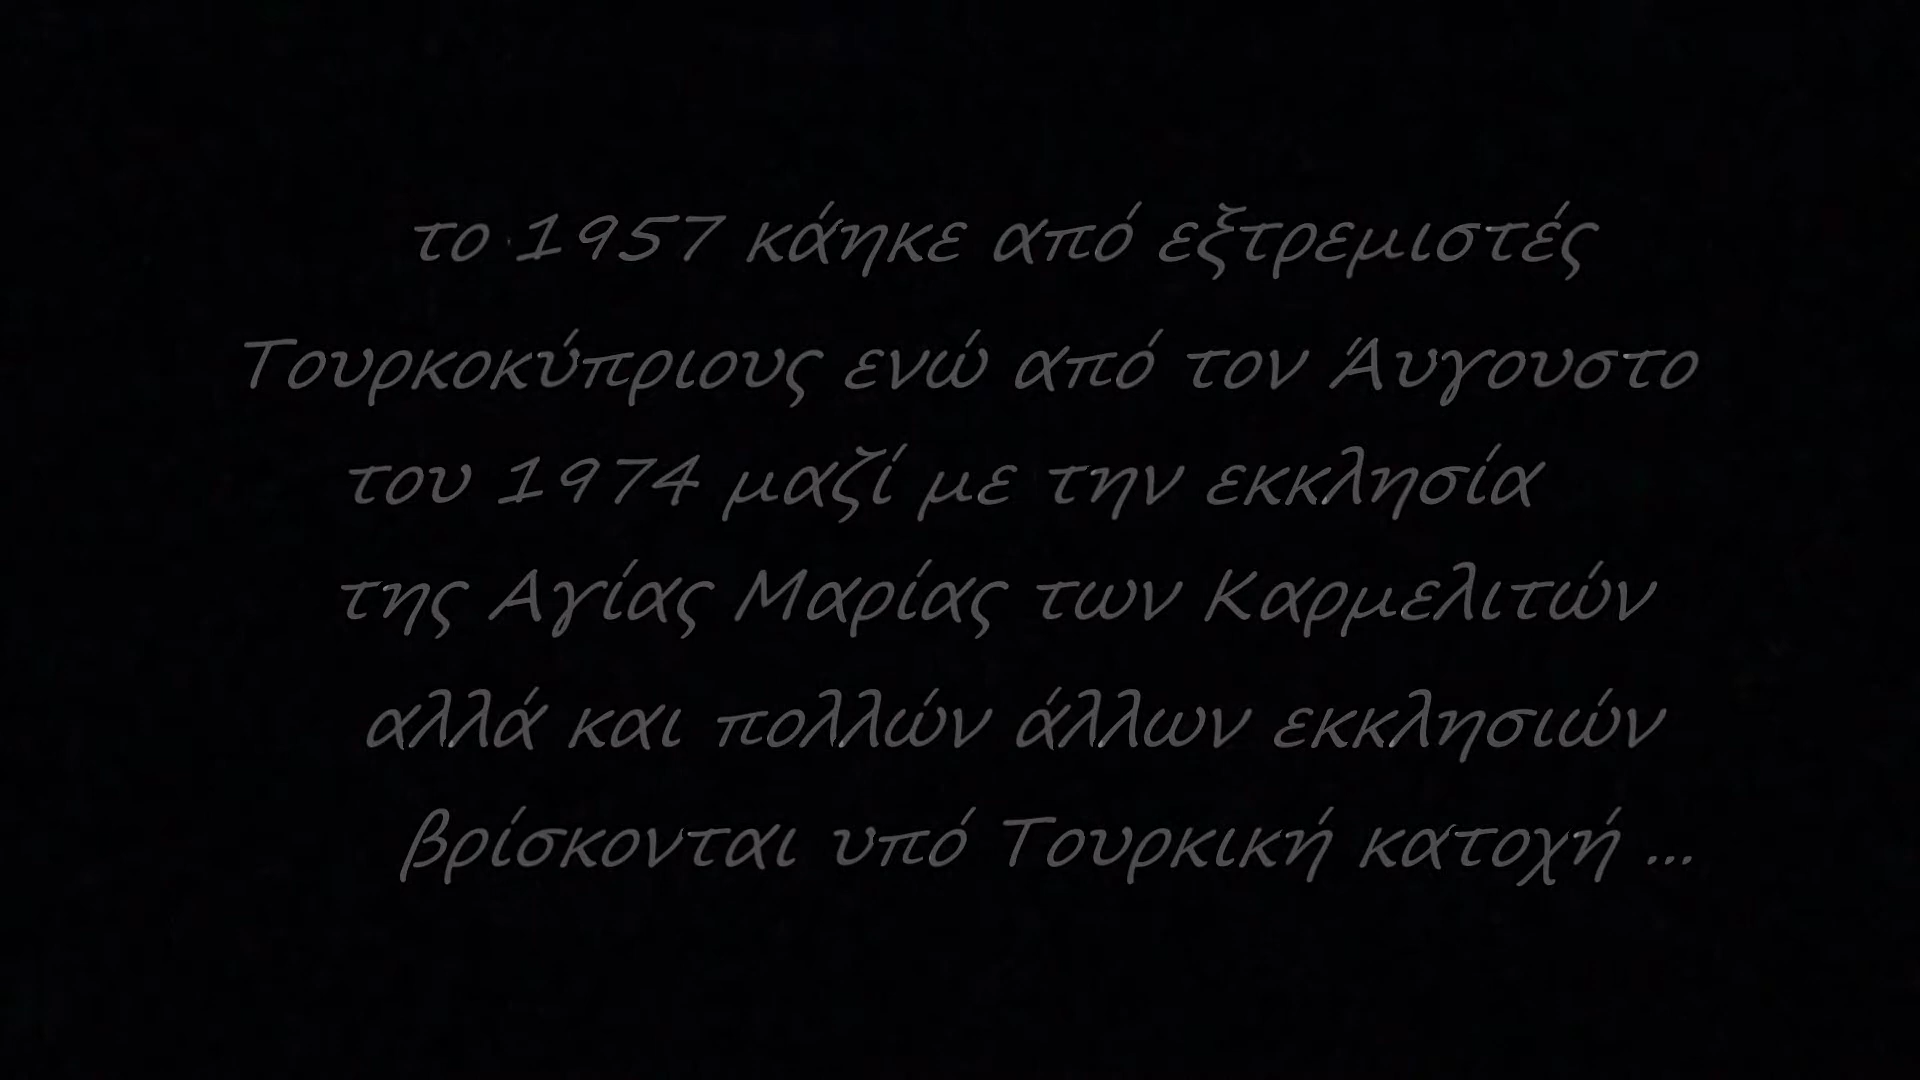 το 1957 κάηκε από εξτρεμιστές
Τουρκοκύπριους ενώ από τον Άυγουστο
του 1974 μαζί με την εκκλησία
της Αγίας Μαρίας των Καρμελιτών
αλλά και πολλών άλλων εκκλησιών
βρίσκονται υπό Τουρκική κατοχή ...